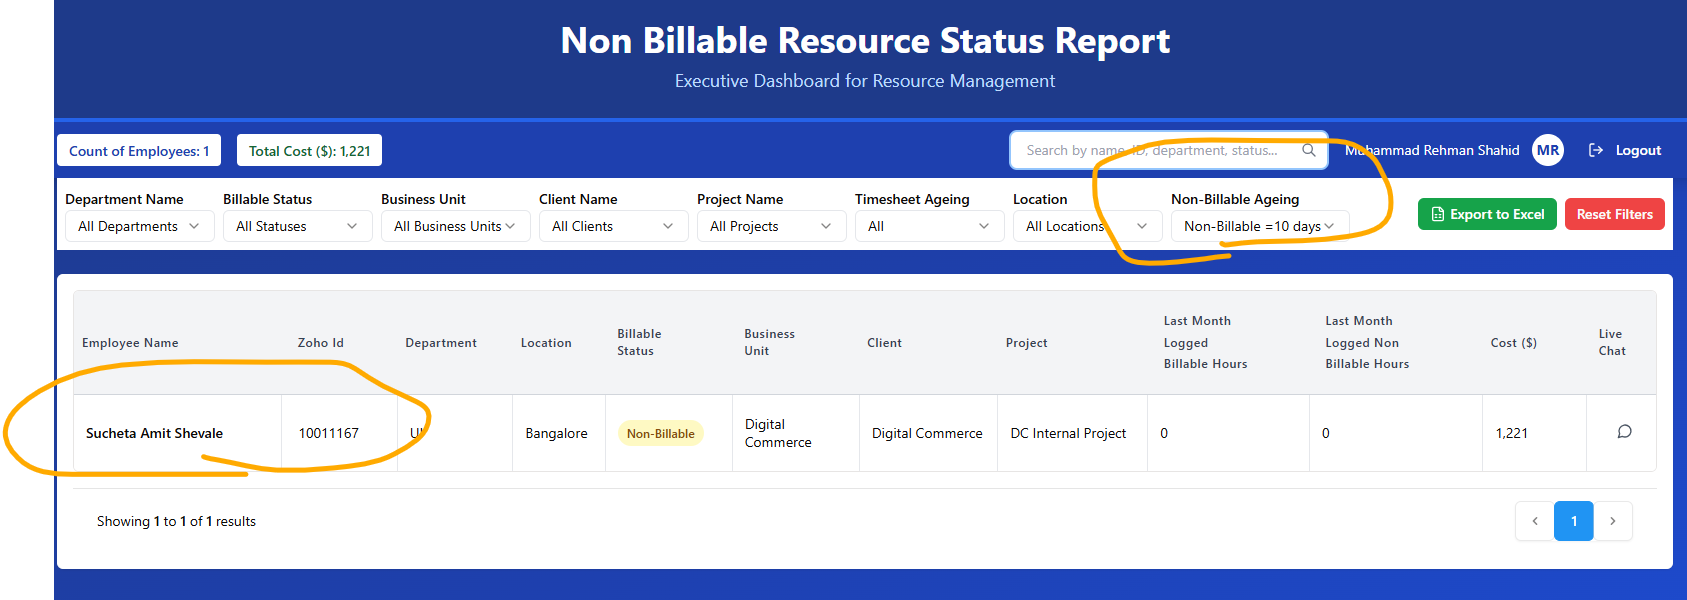 Non Billable Resource Status Report
Executive Dashboard for Resource Management
Count of Employees: 1
Total Cost ($): 1,221
Search by name, ID, department, status...
Muhammad Rehman Shahid
MR
Logout
Department Name
All Departments
Billable Status
All Statuses
Business Unit
All Business Units
Client Name
All Clients
Project Name
All Projects
Timesheet Ageing
All
Location
All Locations
Non-Billable Ageing
Non-Billable =10 days
Export to Excel
Reset Filters
Employee Name
Zoho Id
Department
Location
Billable
Status
Business
Unit
Client
Project
Last Month
Logged
Billable Hours
Last Month
Logged Non
Billable Hours
Cost ($)
Live
Chat
Sucheta Amit Shevale
10011167
Bangalore
Non-Billable
Digital
Commerce
Digital Commerce
DC Internal Project
0
0
1,221
Showing 1 to 1 of 1 results
1